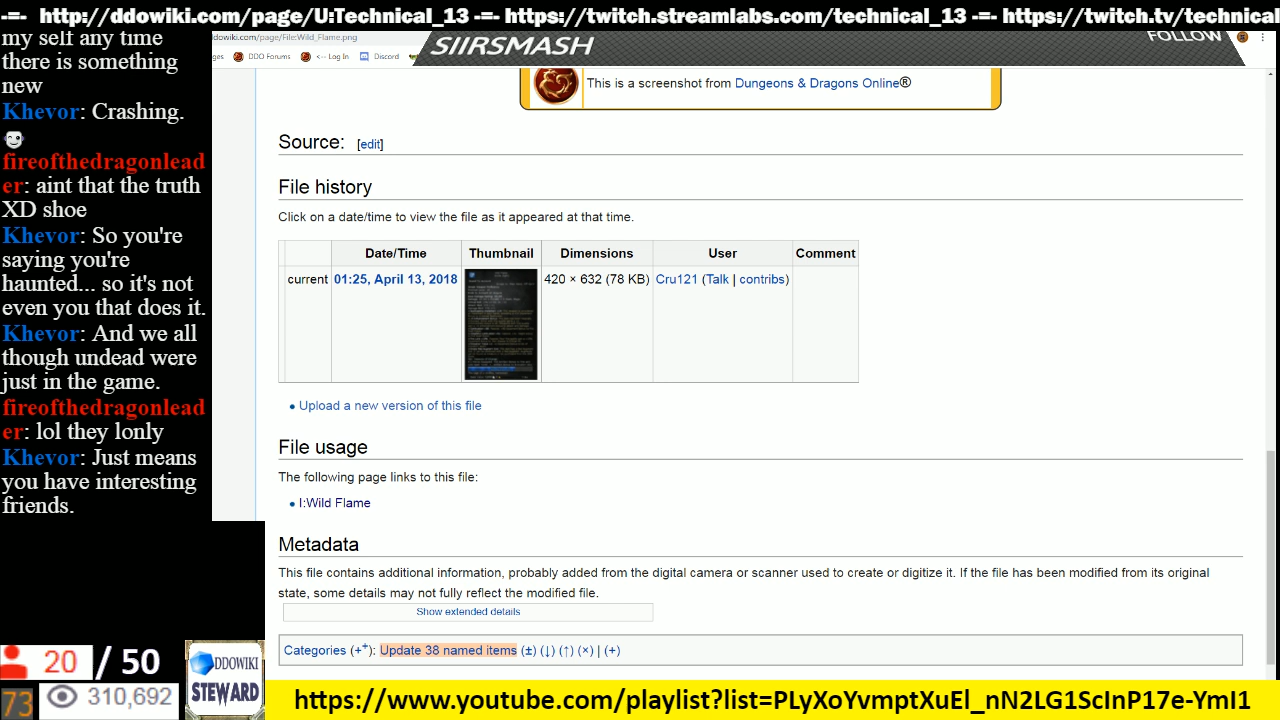 -=- http://ddowiki.com/page/U:Technical_13 -=- https://twitch.streamlabs.com/technical_13 -=- https://twitch.tv/technical
my self any time
there is something
new
Khevor: Crashing.
fireofthedragonlead
er: aint that the truth
XD shoe
Khevor: So you're
saying you're
haunted... so it's not
even you that does it.
Khevor: And we all
though undead were
just in the game.
fireofthedragonlead
er: lol they lonly
Khevor: Just means
you have interesting
friends.
20 / 50
73 310,692
DDOWIKI
STEWARD
ddowiki.com/page/File:Wild_Flame.png
SIIRSMASH
FOLLOW
ges DDO Forums <-- Log In Discord
This is a screenshot from Dungeons & Dragons Online®
Source: [edit]
File history
Click on a date/time to view the file as it appeared at that time.
Date/Time Thumbnail Dimensions User Comment
current 01:25, April 13, 2018 420 × 632 (78 KB) Cru121 (Talk | contribs)
Upload a new version of this file
File usage
The following page links to this file:
I:Wild Flame
Metadata
This file contains additional information, probably added from the digital camera or scanner used to create or digitize it. If the file has been modified from its original
state, some details may not fully reflect the modified file.
Show extended details
Categories (+⁺): Update 38 named items (±) (↓) (↑) (×) | (+)
https://www.youtube.com/playlist?list=PLyXoYvmptXuEl_nN2LG1ScInP17e-YmI1